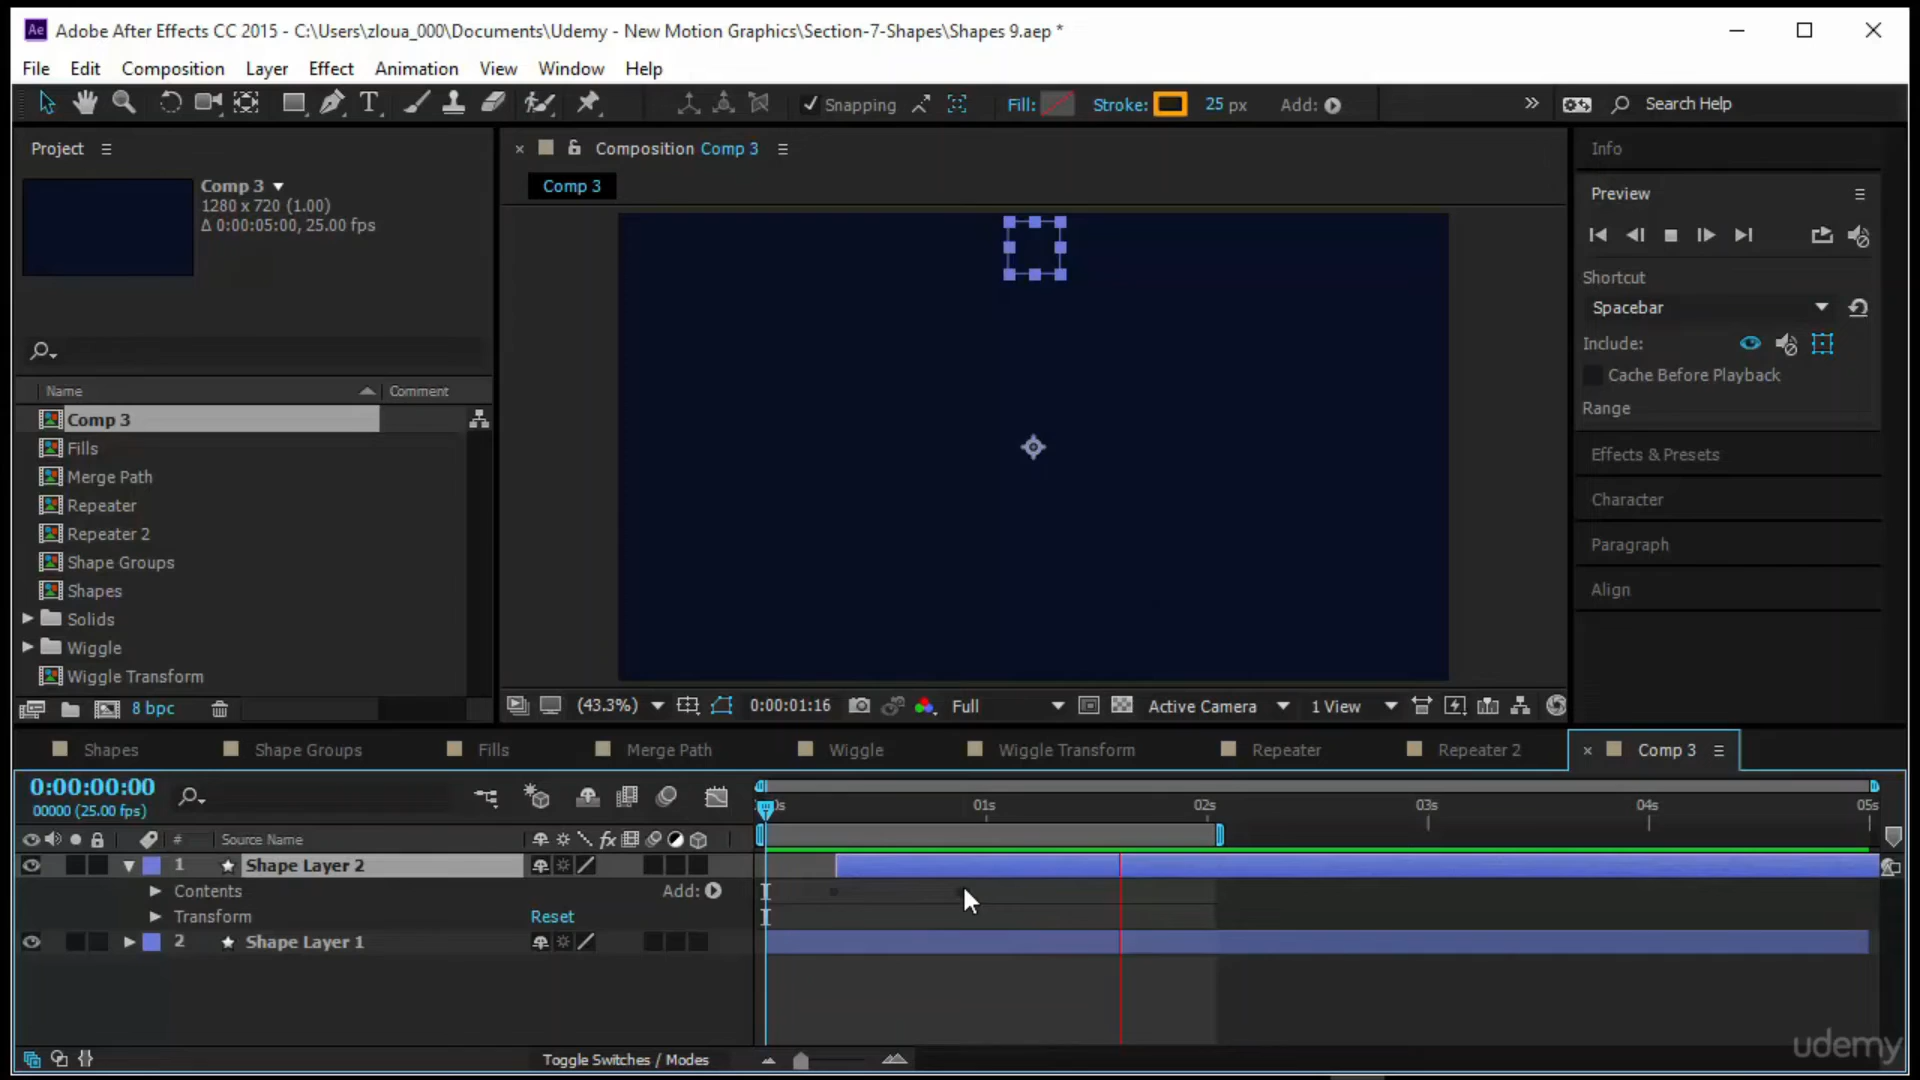 Ae Adobe After Effects CC 2015 - C:\Users\zloua_000\Documents\Udemy - New Motion Graphics\Section-7-Shapes\Shapes 9.aep *
File Edit Composition Layer Effect Animation View Window Help
T Snapping Fill: Stroke: 25 px Add: Search Help
Project
Composition Comp 3
Info
Comp 3
1280 x 720 (1.00)
Δ 0:00:05:00, 25.00 fps
Comp 3
Preview
Shortcut
Spacebar
Include:
Cache Before Playback
Range
Name Comment
Comp 3
Fills
Merge Path
Repeater
Repeater 2
Shape Groups
Shapes
Solids
Wiggle
Wiggle Transform
Effects & Presets
Character
Paragraph
Align
8 bpc
(43.3%) 0:00:01:16 Full Active Camera 1 View
Shapes Shape Groups Fills Merge Path Wiggle Wiggle Transform Repeater Repeater 2 Comp 3
0:00:00:00
00000 (25.00 fps)
0s 01s 02s 03s 04s 05s
# Source Name fx
1 Shape Layer 2
Contents Add:
Transform Reset
2 Shape Layer 1
Toggle Switches / Modes
udemy